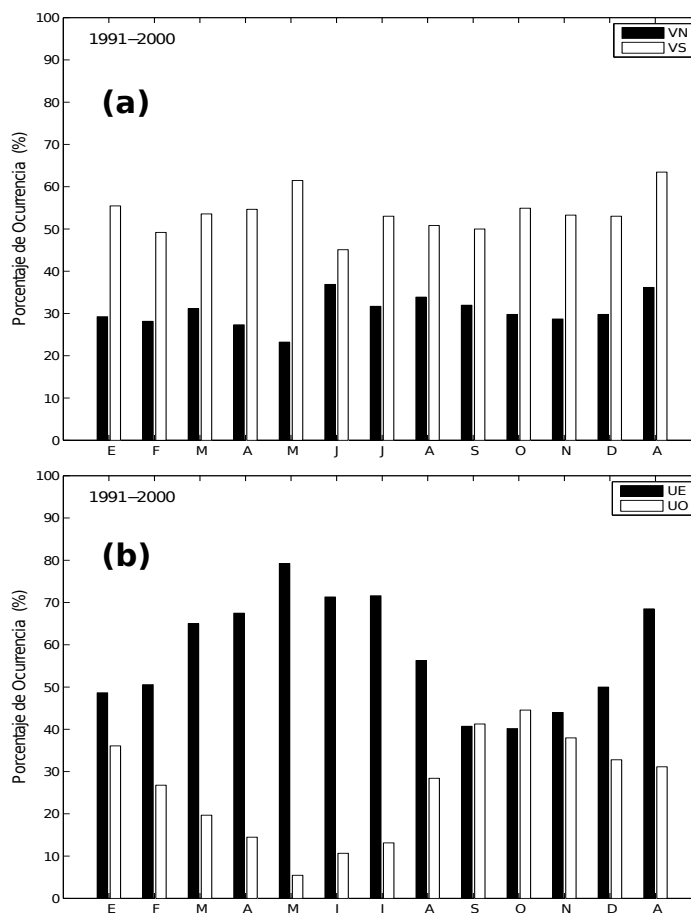 100
90
80
70
60
50
40
30
20
10
0
Porcentaje de Ocurrencia (%)
1991−2000
(a)
VN
VS
E F M A M J J A S O N D A
100
90
80
70
60
50
40
30
20
10
0
Porcentaje de Ocurrencia (%)
1991−2000
(b)
UE
UO
E F M A M J J A S O N D A